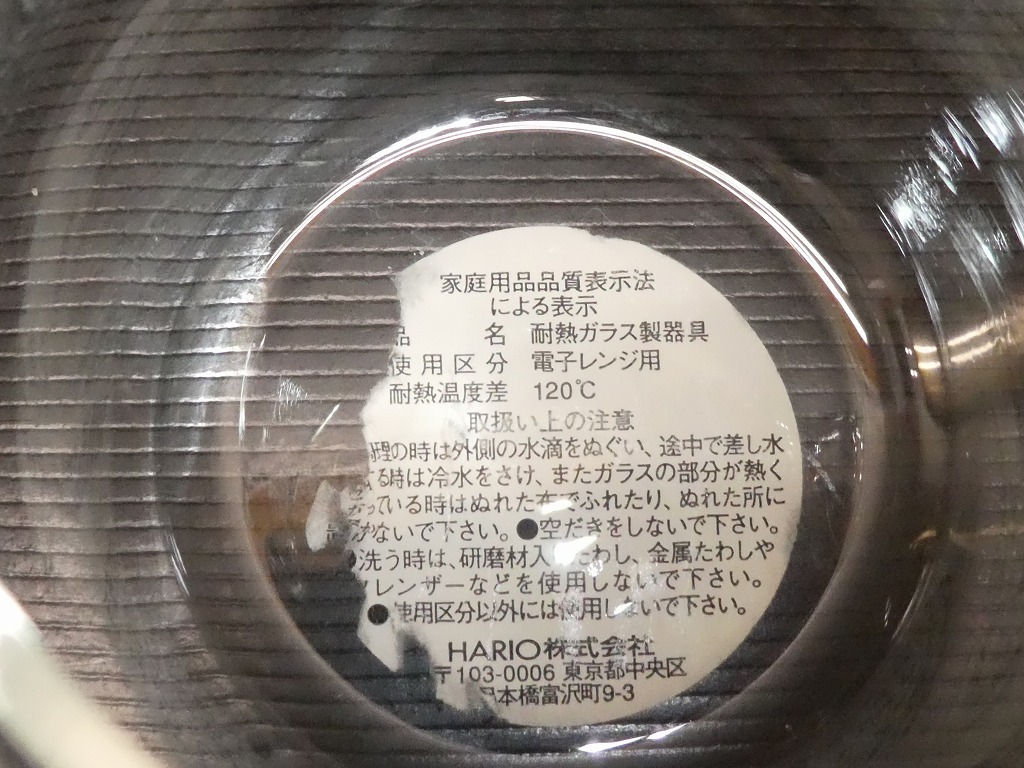 家庭用品品質表示法
による表示
品 名 耐熱ガラス製器具
使用区分 電子レンジ用
耐熱温度差 120℃
取扱い上の注意
理の時は外側の水滴をぬぐい、途中で差し水
る時は冷水をさけ、またガラスの部分が熱く
っている時はぬれた布でふれたり、ぬれた所に
かないで下さい。●空だきをしないで下さい。
洗う時は、研磨材入たわし、金属たわしや
レンザーなどを使用しないで下さい。
●使用区分以外には使用しないで下さい。
HARIO株式会社
〒103-0006 東京都中央区
日本橋富沢町9-3